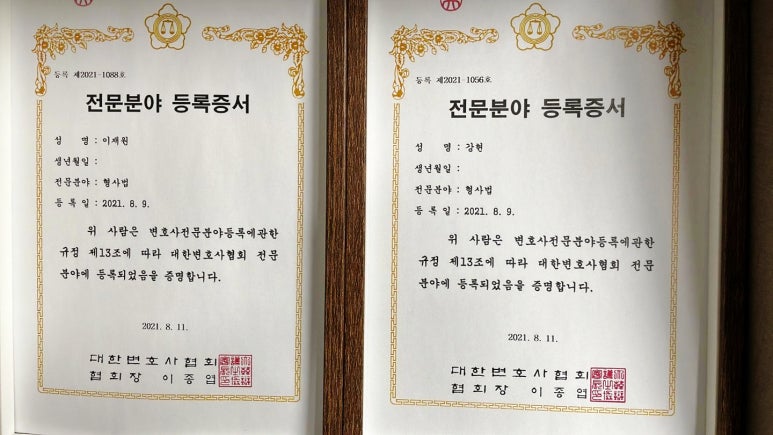 등록 제2021-1088호
전문분야 등록증서
성 명 : 이재원
생년월일 :
전문분야 : 형사법
등 록 일 : 2021. 8. 9.
위 사람은 변호사전문분야등록에관한
규정 제13조에 따라 대한변호사협회 전문
분야에 등록되었음을 증명합니다.
2021. 8. 11.
대한변호사협회
협회장 이종엽
등록 제2021-1056호
전문분야 등록증서
성 명 : 강현
생년월일 :
전문분야 : 형사법
등 록 일 : 2021. 8. 9.
위 사람은 변호사전문분야등록에관한
규정 제13조에 따라 대한변호사협회 전문
분야에 등록되었음을 증명합니다.
2021. 8. 11.
대한변호사협회
협회장 이종엽